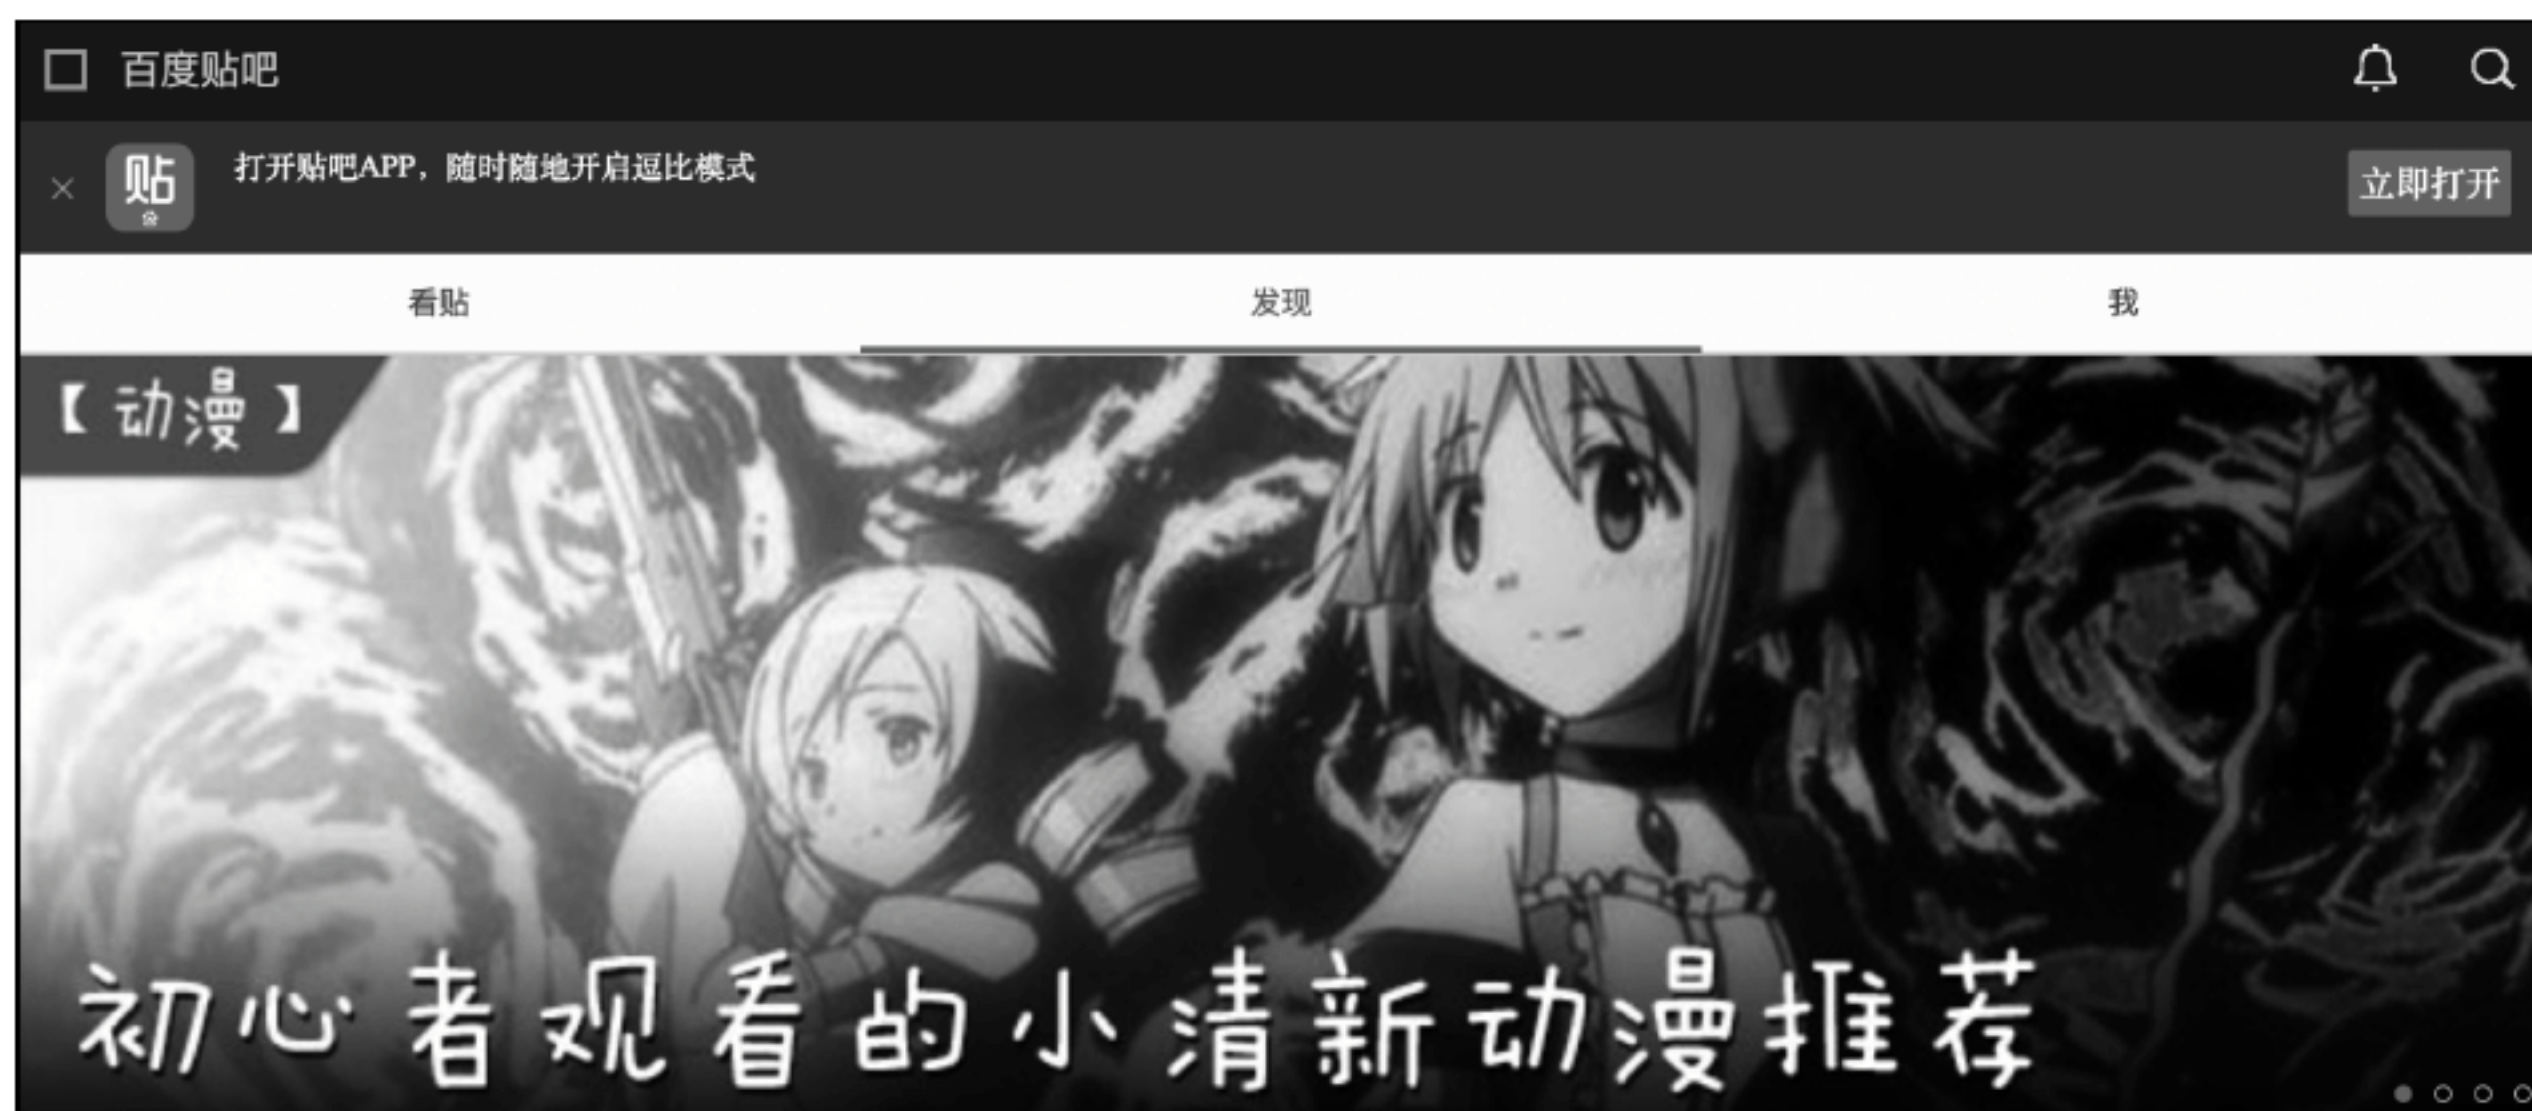 百度贴吧
贴
打开贴吧APP，随时随地开启逗比模式
立即打开
看贴
发现
我
【动漫】
初心者观看的小清新动漫推荐